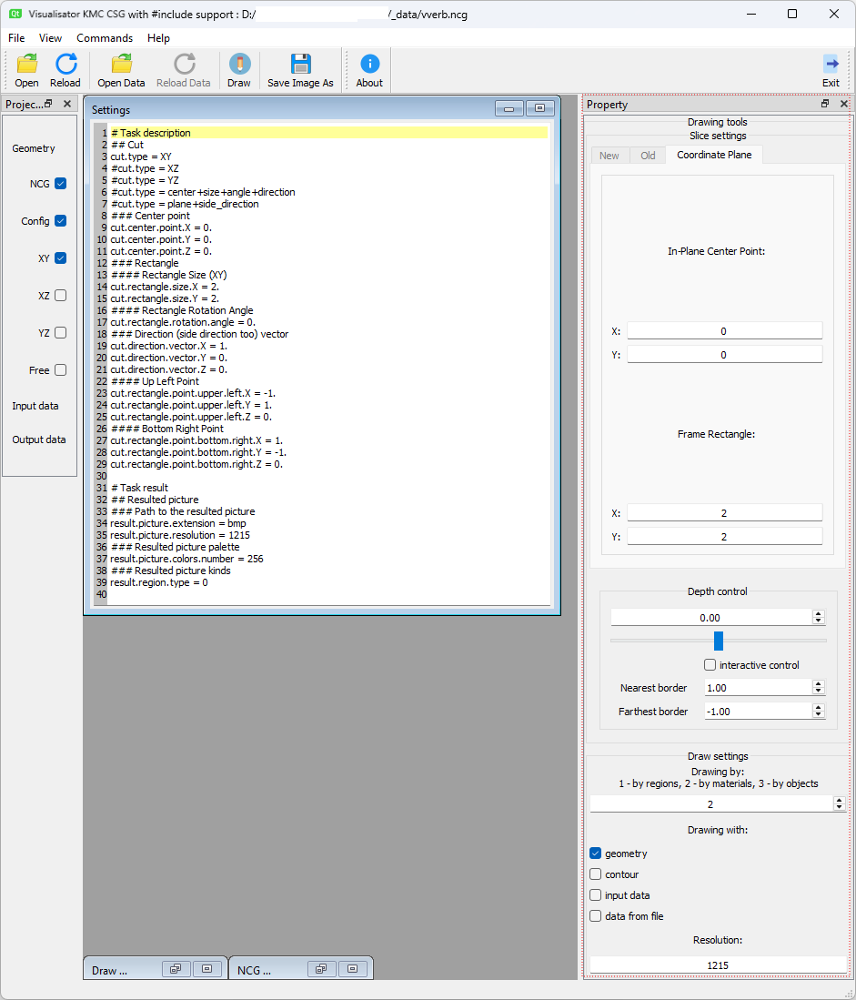 Visualisator KMC CSG with #include support : D:/ /_data/vverb.ncg
File View Commands Help
Open Reload Open Data Reload Data Draw Save Image As About Exit
Projec...
Geometry
NCG
Config
XY
XZ
YZ
Free
Input data
Output data
Settings
1 # Task description
2 ## Cut
3 cut.type = XY
4 #cut.type = XZ
5 #cut.type = YZ
6 #cut.type = center+size+angle+direction
7 #cut.type = plane+side_direction
8 ### Center point
9 cut.center.point.X = 0.
10 cut.center.point.Y = 0.
11 cut.center.point.Z = 0.
12 ### Rectangle
13 #### Rectangle Size (XY)
14 cut.rectangle.size.X = 2.
15 cut.rectangle.size.Y = 2.
16 #### Rectangle Rotation Angle
17 cut.rectangle.rotation.angle = 0.
18 ### Direction (side direction too) vector
19 cut.direction.vector.X = 1.
20 cut.direction.vector.Y = 0.
21 cut.direction.vector.Z = 0.
22 #### Up Left Point
23 cut.rectangle.point.upper.left.X = -1.
24 cut.rectangle.point.upper.left.Y = 1.
25 cut.rectangle.point.upper.left.Z = 0.
26 #### Bottom Right Point
27 cut.rectangle.point.bottom.right.X = 1.
28 cut.rectangle.point.bottom.right.Y = -1.
29 cut.rectangle.point.bottom.right.Z = 0.
30
31 # Task result
32 ## Resulted picture
33 ### Path to the resulted picture
34 result.picture.extension = bmp
35 result.picture.resolution = 1215
36 ### Resulted picture palette
37 result.picture.colors.number = 256
38 ### Resulted picture kinds
39 result.region.type = 0
40
Draw ...
NCG ...
Property
Drawing tools
Slice settings
New Old Coordinate Plane
In-Plane Center Point:
X: 0
Y: 0
Frame Rectangle:
X: 2
Y: 2
Depth control
0.00
interactive control
Nearest border 1.00
Farthest border -1.00
Draw settings
Drawing by:
1 - by regions, 2 - by materials, 3 - by objects
2
Drawing with:
geometry
contour
input data
data from file
Resolution:
1215